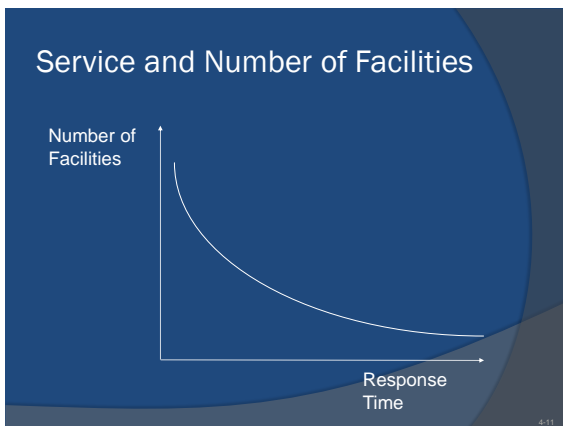 Service and Number of Facilities
Number of
Facilities
Response
Time
4-11